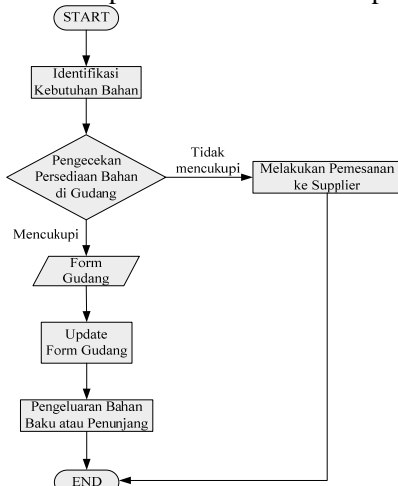 START
Identifikasi
Kebutuhan Bahan
Pengecekan
Persediaan Bahan
di Gudang
Tidak
mencukupi
Melakukan Pemesanan
ke Supplier
Mencukupi
Form
Gudang
Update
Form Gudang
Pengeluaran Bahan
Baku atau Penunjang
END